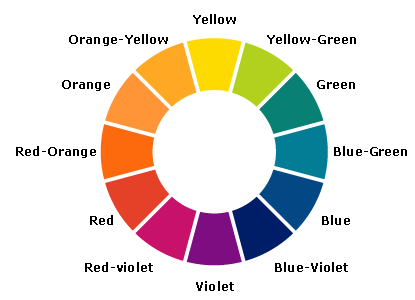 Yellow
Orange-Yellow
Yellow-Green
Orange
Green
Red-Orange
Blue-Green
Red
Blue
Red-violet
Blue-Violet
Violet